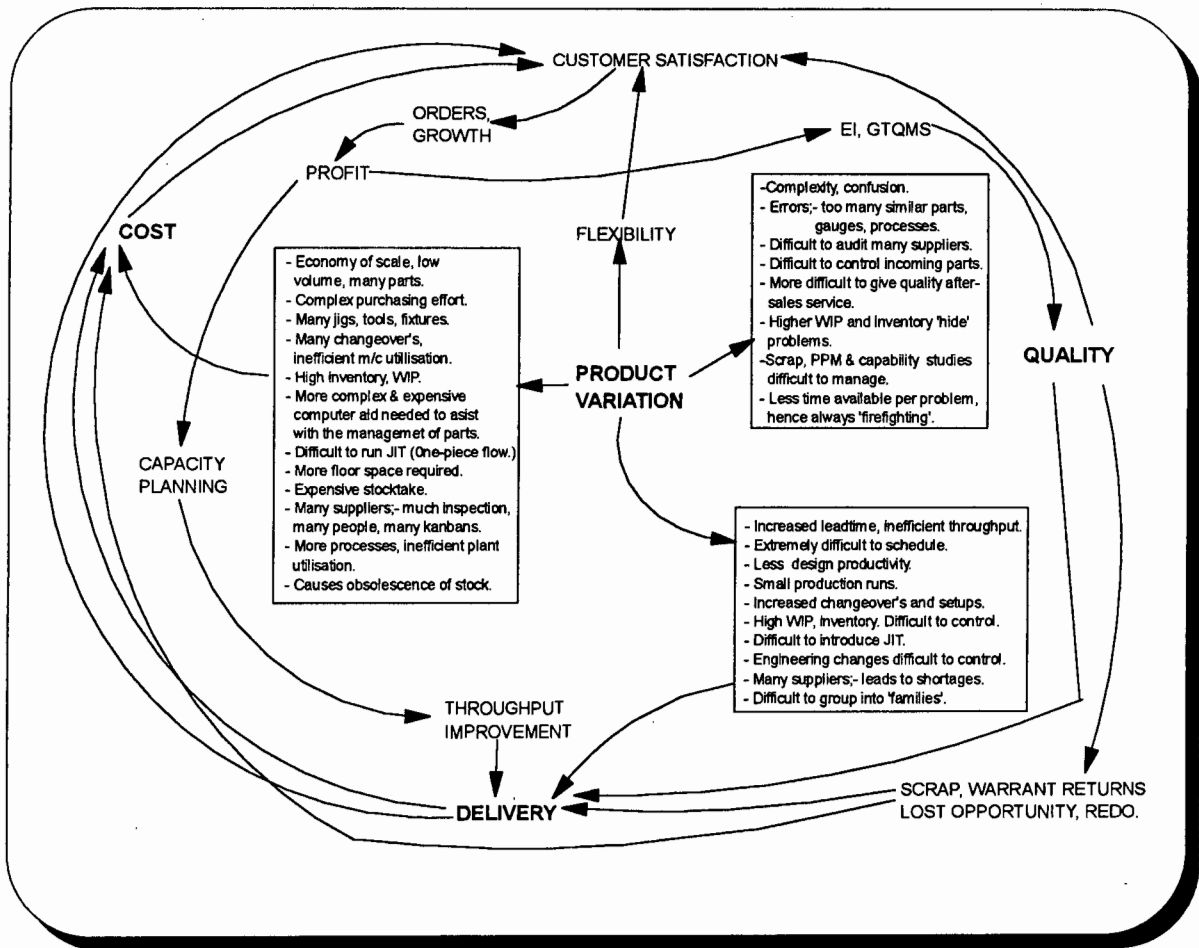 CUSTOMER SATISFACTION
ORDERS,
GROWTH
EI, GTQMS
PROFIT
COST
FLEXIBILITY
-Complexity, confusion.
- Errors;- too many similar parts,
gauges, processes.
- Difficult to audit many suppliers.
- Difficult to control incoming parts.
- More difficult to give quality after-
sales service.
- Higher WIP and inventory 'hide'
problems.
-Scrap, PPM & capability studies
difficult to manage.
- Less time available per problem,
hence always 'firefighting'.
- Economy of scale, low
volume, many parts.
- Complex purchasing effort.
- Many jigs, tools, fixtures.
- Many changeover's,
inefficient m/c utilisation.
- High inventory, WIP.
- More complex & expensive
computer aid needed to asist
with the managemet of parts.
- Difficult to run JIT (One-piece flow.)
- More floor space required.
- Expensive stocktake.
- Many suppliers;- much inspection,
many people, many kanbans.
- More processes, inefficient plant
utilisation.
- Causes obsolescence of stock.
PRODUCT
VARIATION
QUALITY
CAPACITY
PLANNING
- Increased leadtime, inefficient throughput.
- Extremely difficult to schedule.
- Less design productivity.
- Small production runs.
- Increased changeover's and setups.
- High WIP, inventory. Difficult to control.
- Difficult to introduce JIT.
- Engineering changes difficult to control.
- Many suppliers;- leads to shortages.
- Difficult to group into 'families'.
THROUGHPUT
IMPROVEMENT
DELIVERY
SCRAP, WARRANT RETURNS
LOST OPPORTUNITY, REDO.